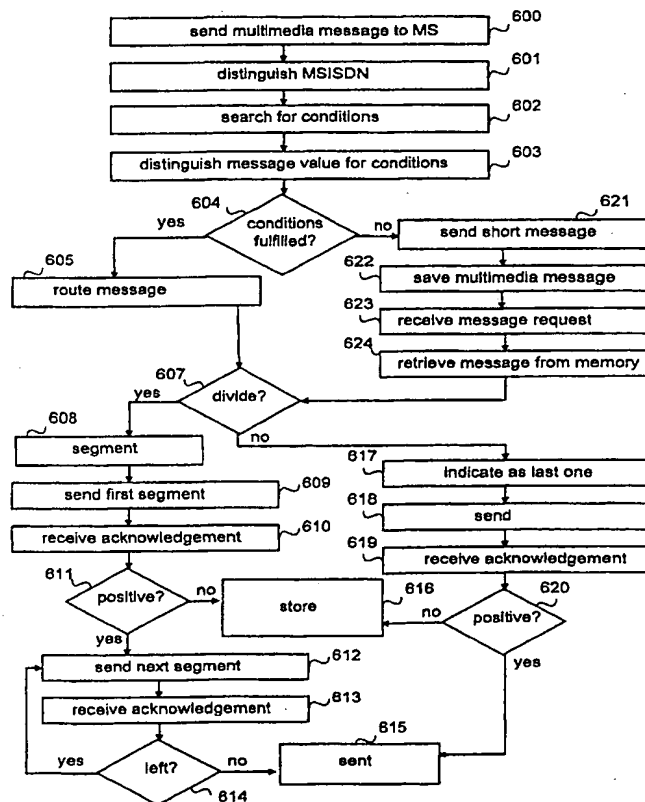 send multimedia message to MS 600
distinguish MSISDN 601
search for conditions 602
distinguish message value for conditions 603
604 conditions fulfilled?
yes
no
605
route message
621
send short message
622
save multimedia message
623
receive message request
624
retrieve message from memory
607 divide?
yes
no
608
segment
send first segment 609
receive acknowledgement 610
611 positive?
no
yes
617
indicate as last one
618
send
619
receive acknowledgement
620
positive?
no
yes
616
store
send next segment 612
receive acknowledgement 613
left?
614
yes
no
615
sent